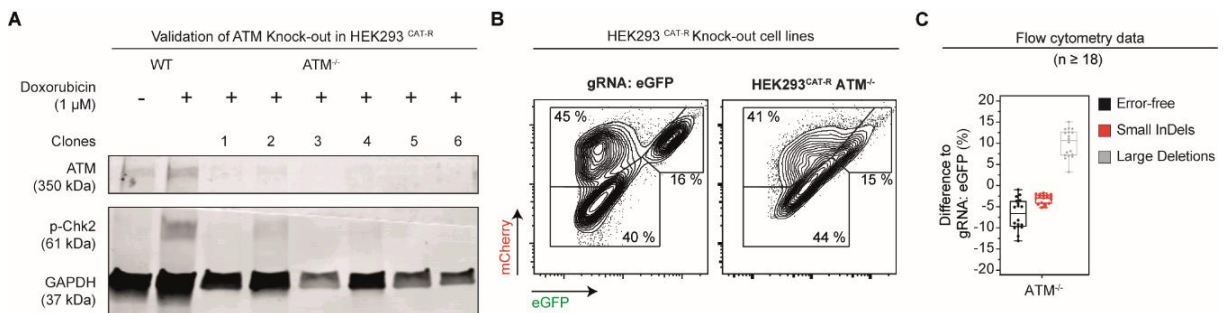 A
Validation of ATM Knock-out in HEK293 CAT-R
WT ATM-/-
Doxorubicin
(1 µM)
- + + + + + + +
Clones 1 2 3 4 5 6
ATM
(350 kDa)
p-Chk2
(61 kDa)
GAPDH
(37 kDa)
B
HEK293 CAT-R Knock-out cell lines
gRNA: eGFP HEK293CAT-R ATM-/-
45 % 41 %
16 % 15 %
40 % 44 %
mCherry
eGFP
C
Flow cytometry data
(n ≥ 18)
Difference to
gRNA: eGFP (%)
20
15
10
5
0
-5
-10
-15
-20
ATM-/-
Error-free
Small InDels
Large Deletions